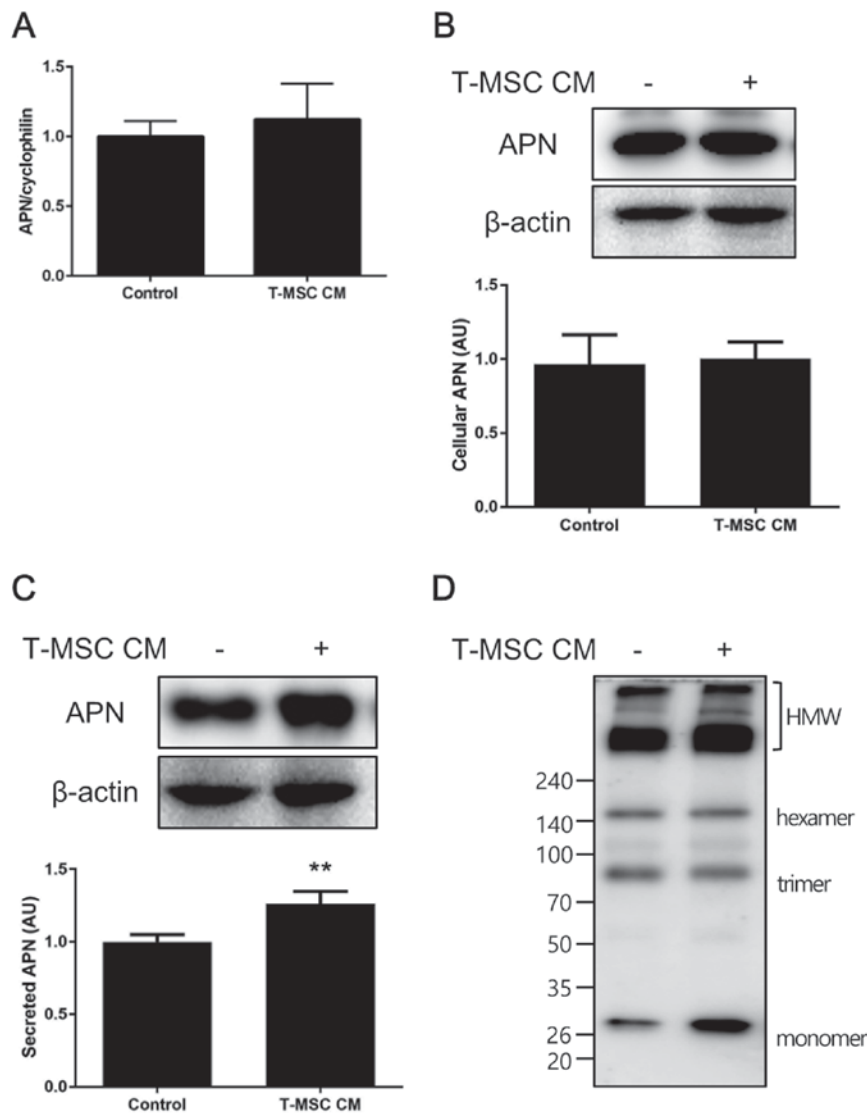 A
APN/cyclophilin
1.5
1.0
0.5
0.0
Control T-MSC CM
B
T-MSC CM - +
APN
β-actin
Cellular APN (AU)
1.5
1.0
0.5
0.0
Control T-MSC CM
C
T-MSC CM - +
APN
β-actin
Secreted APN (AU)
1.5
1.0
0.5
0.0
**
Control T-MSC CM
D
T-MSC CM - +
HMW
240
140 hexamer
100
trimer
70
50
35
26 monomer
20